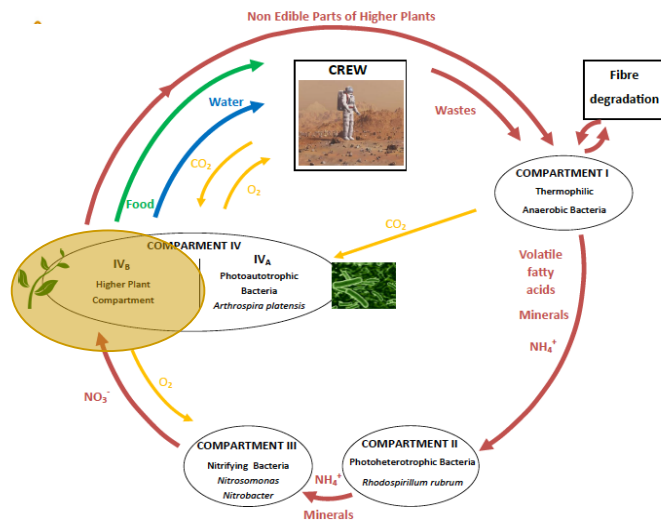 Non Edible Parts of Higher Plants
CREW
Fibre
degradation
Water
Wastes
CO2
O2
Food
COMPARTMENT I
Thermophilic
Anaerobic Bacteria
CO2
COMPARMENT IV
IVB
Higher Plant
Compartment
IVA
Photoautotrophic
Bacteria
Arthrospira platensis
Volatile
fatty
acids
Minerals
NH4+
O2
NO3-
COMPARTMENT III
Nitrifying Bacteria
Nitrosomonas
Nitrobacter
NH4+
Minerals
COMPARTMENT II
Photoheterotrophic Bacteria
Rhodospirillum rubrum